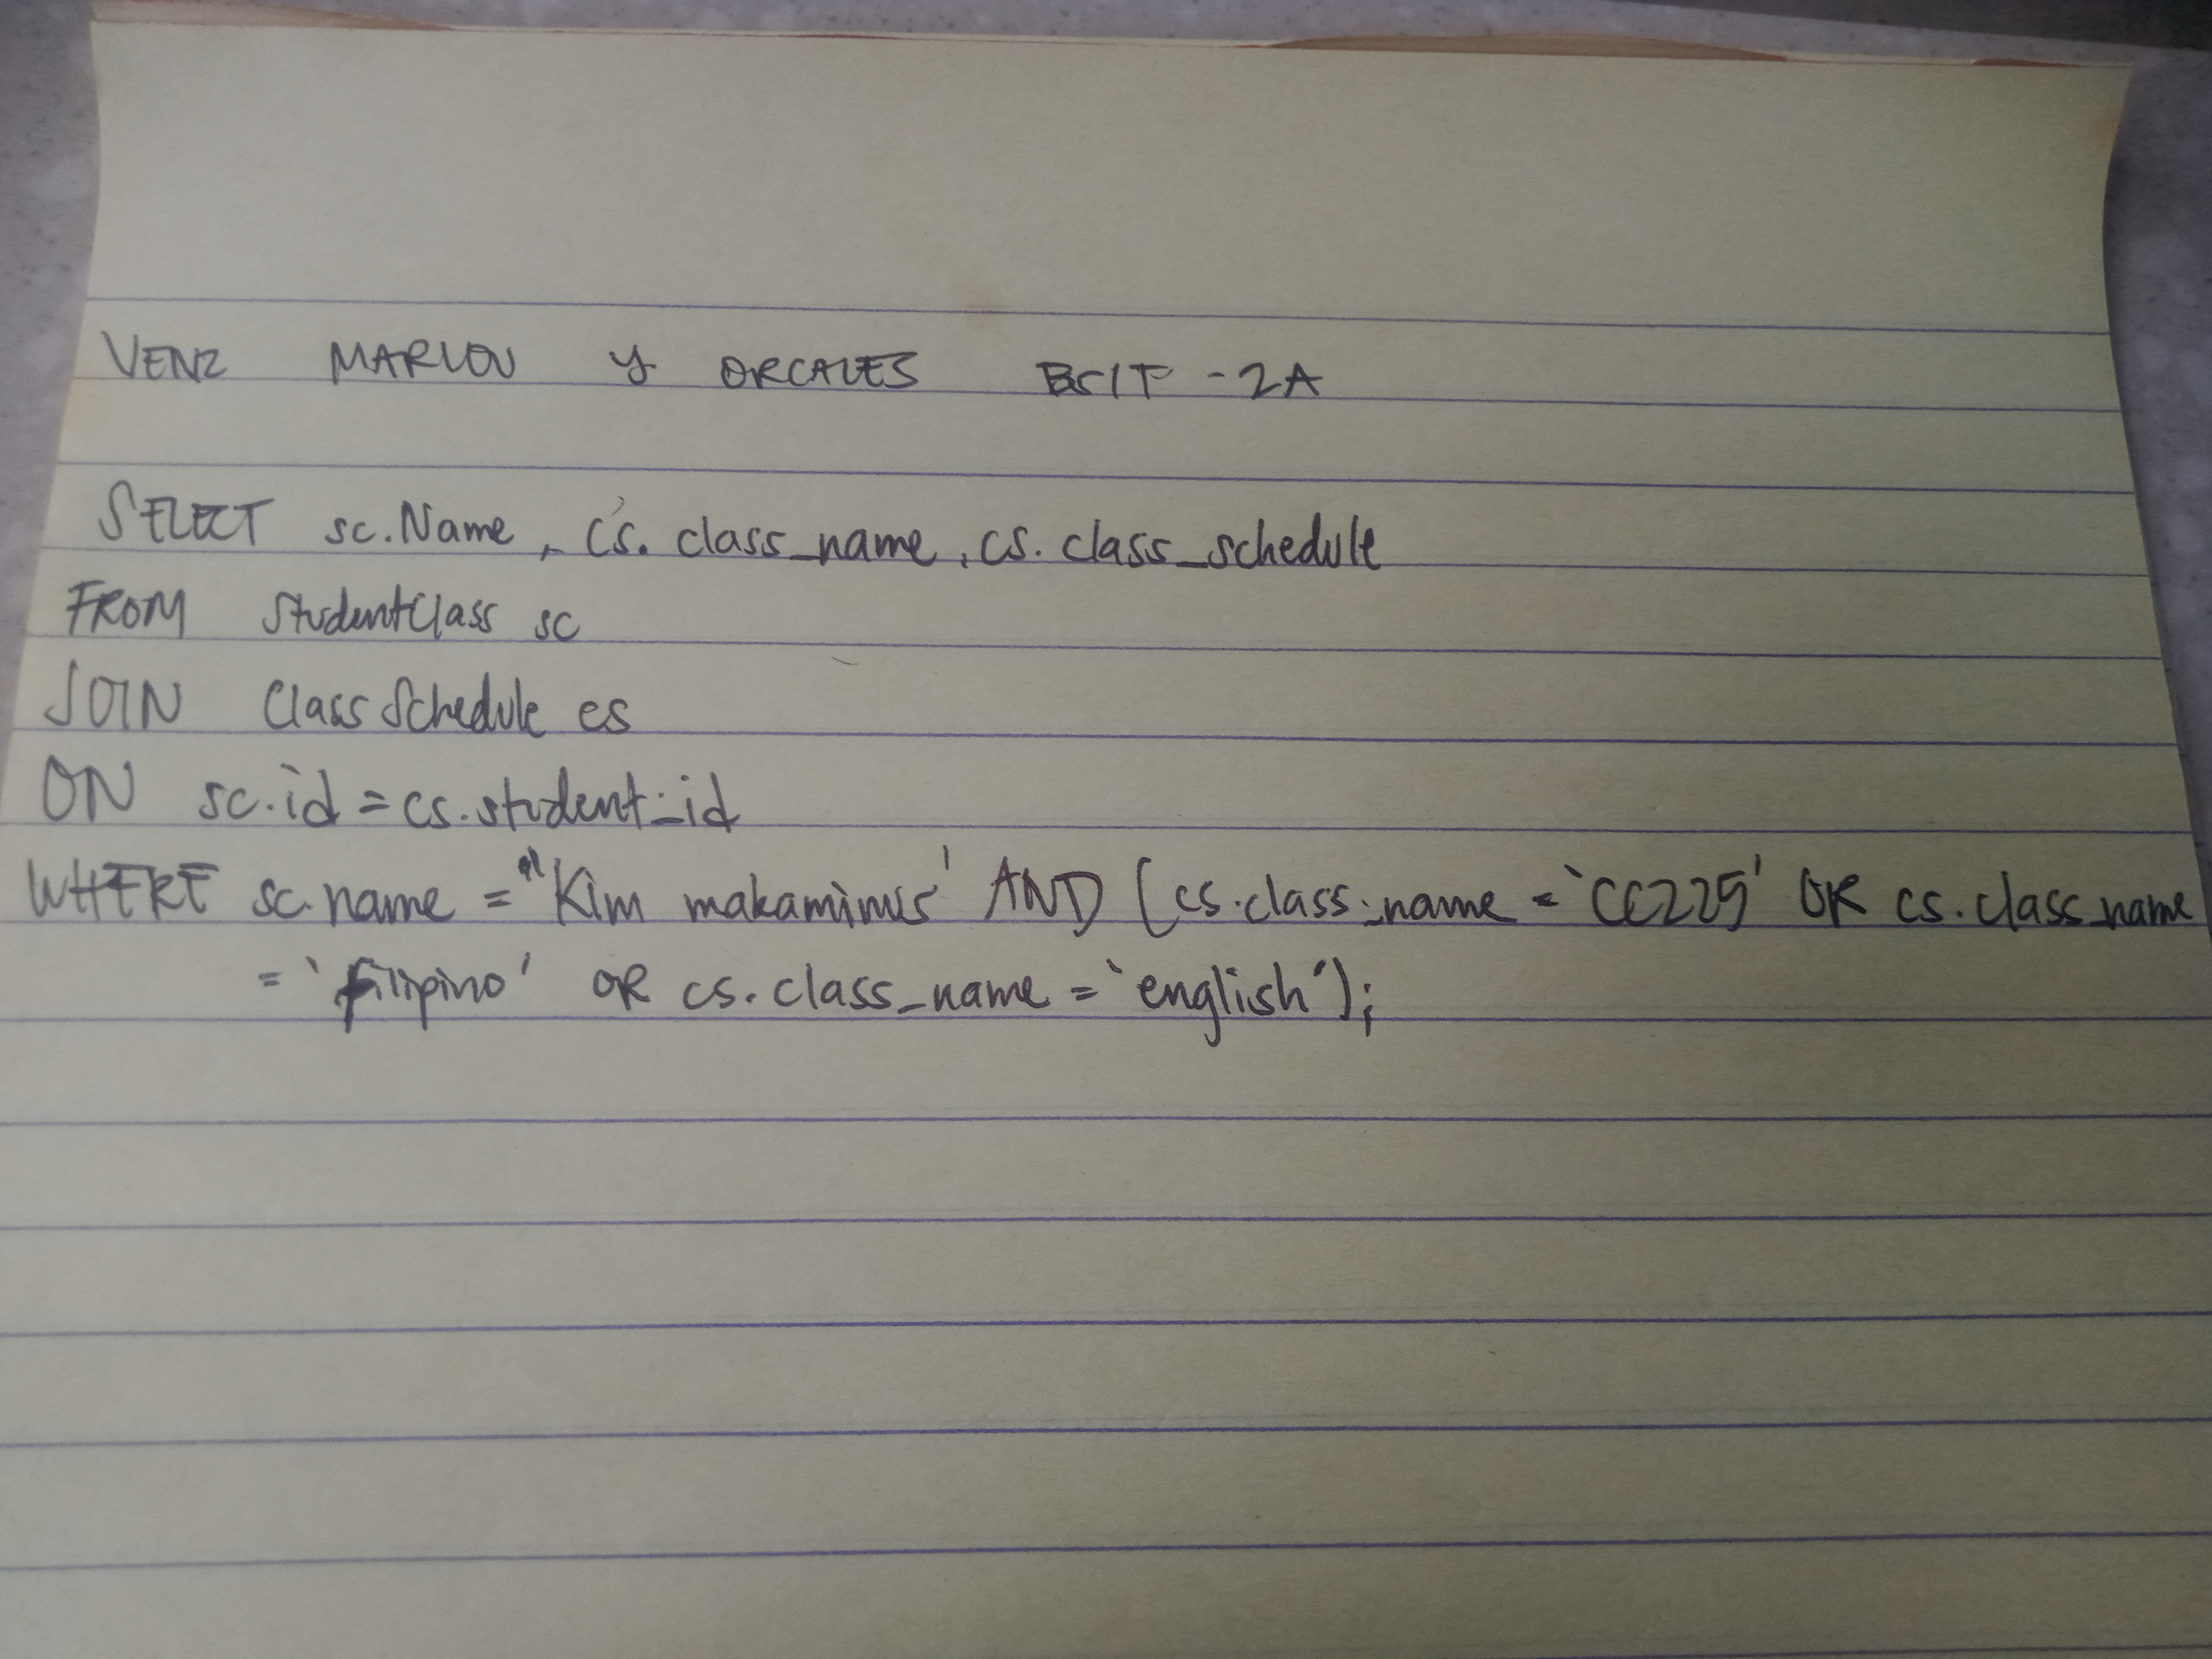 VENZ MARLOU Y ORCALES BSIT -2A
SELECT sc.Name, cs.class_name, cs.class_schedule
FROM StudentClass sc
JOIN ClassSchedule cs
ON sc.id = cs.student_id
WHERE sc.name = "Kim makaminus' AND (cs.class_name = `CC225' OR cs.class_name
= `filipino' OR cs.class_name = `english');